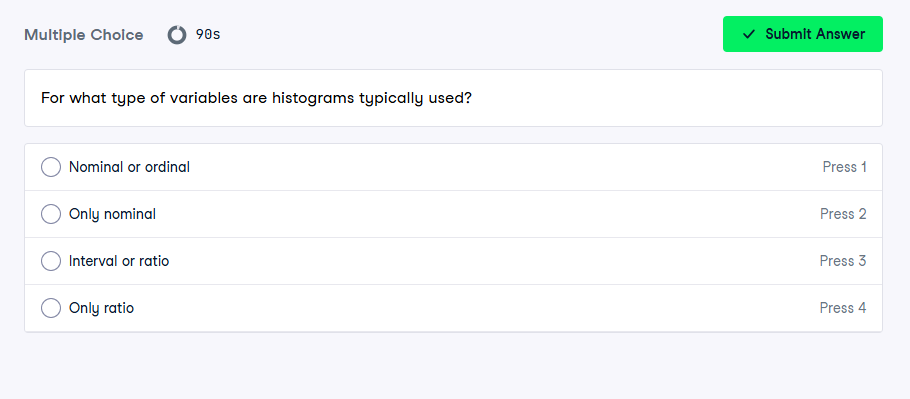 Multiple Choice 90s Submit Answer
For what type of variables are histograms typically used?
Nominal or ordinal Press 1
Only nominal Press 2
Interval or ratio Press 3
Only ratio Press 4